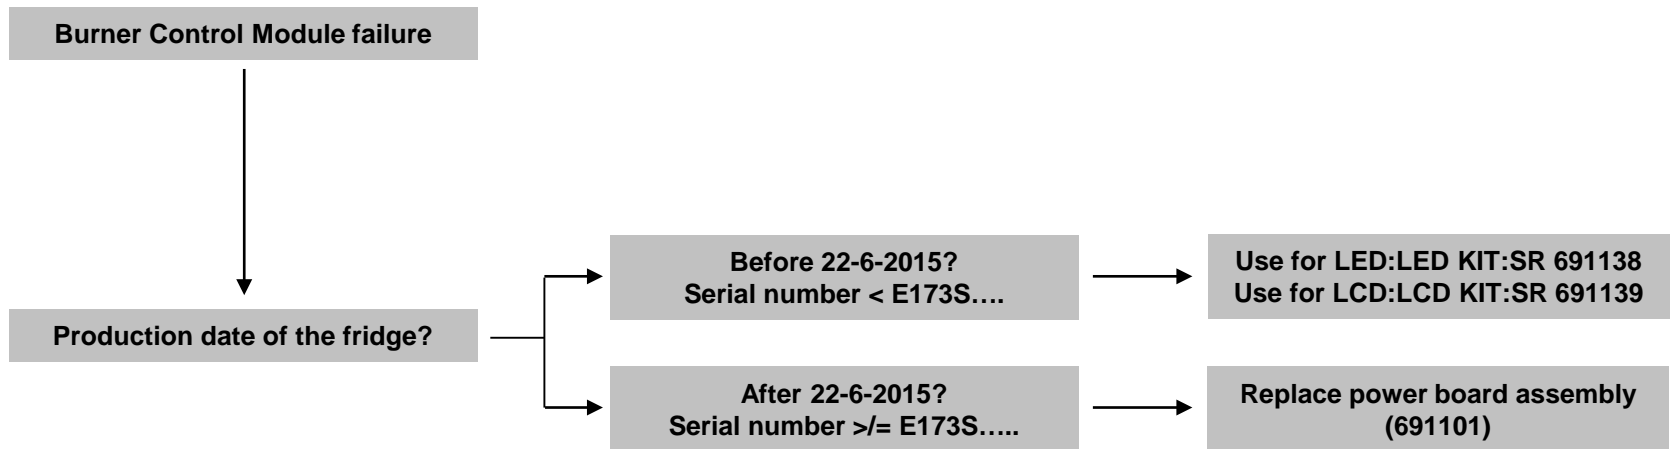 Burner Control Module failure
Production date of the fridge?
Before 22-6-2015?
Serial number < E173S….
Use for LED:LED KIT:SR 691138
Use for LCD:LCD KIT:SR 691139
After 22-6-2015?
Serial number >/= E173S…..
Replace power board assembly
(691101)